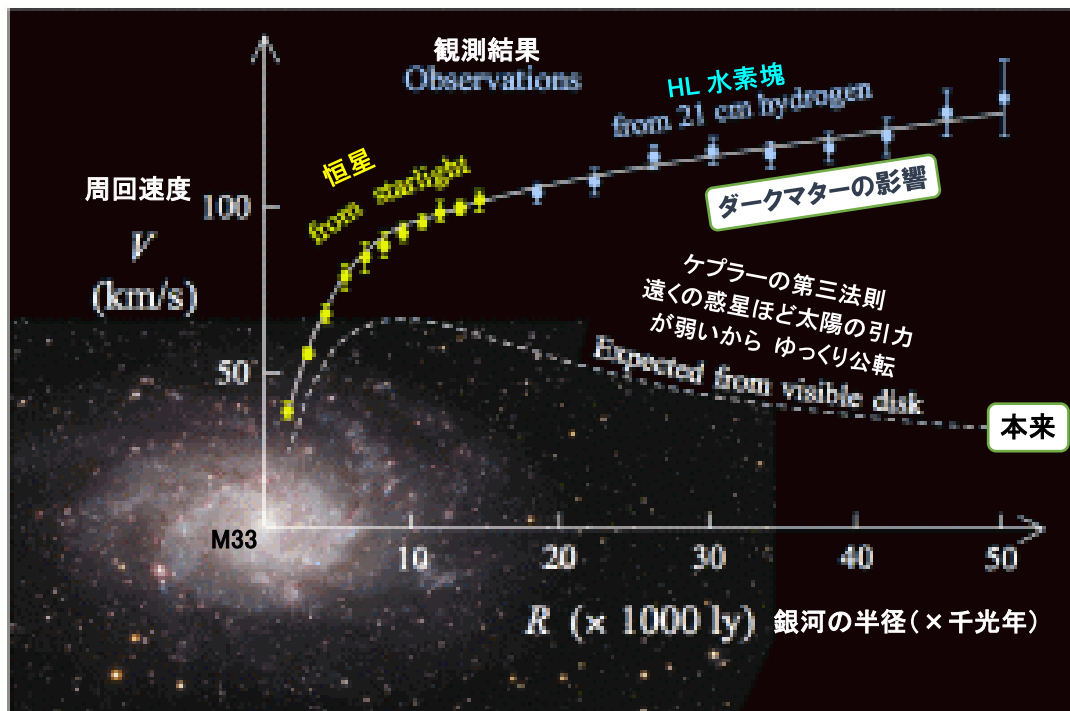 観測結果
Observations
HL 水素塊
from 21 cm hydrogen
恒星
from starlight
ダークマターの影響
周回速度
V
(km/s)
100
50
ケプラーの第三法則
遠くの惑星ほど太陽の引力
が弱いから ゆっくり公転
Expected from visible disk
本来
M33
10
20
30
40
50
R (× 1000 ly) 銀河の半径(×千光年)